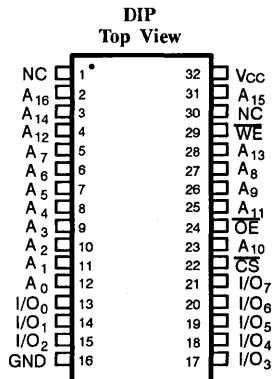 DIP
Top View
NC 1 32 VCC
A16 2 31 A15
A14 3 30 NC
A12 4 29 W̅E̅
A7 5 28 A13
A6 6 27 A8
A5 7 26 A9
A4 8 25 A11
A3 9 24 O̅E̅
A2 10 23 A10
A1 11 22 C̅S̅
A0 12 21 I/O7
I/O0 13 20 I/O6
I/O1 14 19 I/O5
I/O2 15 18 I/O4
GND 16 17 I/O3